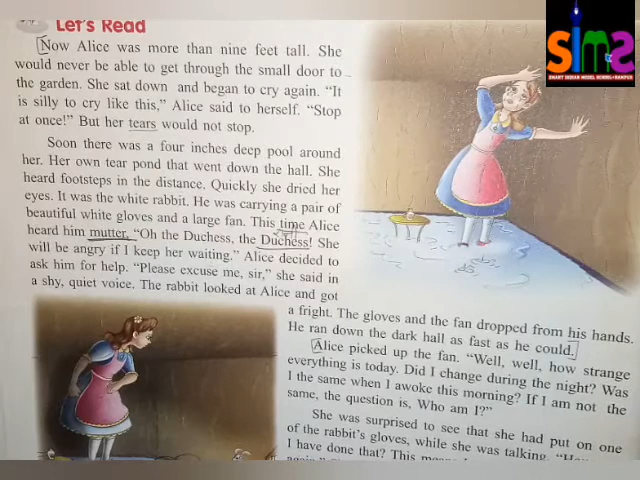 Let's Read
Now Alice was more than nine feet tall. She
would never be able to get through the small door to
the garden. She sat down and began to cry again. “It
is silly to cry like this,” Alice said to herself. “Stop
at once!” But her tears would not stop.
Soon there was a four inches deep pool around
her. Her own tear pond that went down the hall. She
heard footsteps in the distance. Quickly she dried her
eyes. It was the white rabbit. He was carrying a pair of
beautiful white gloves and a large fan. This time Alice
heard him mutter, “Oh the Duchess, the Duchess! She
will be angry if I keep her waiting.” Alice decided to
ask him for help. “Please excuse me, sir,” she said in
a shy, quiet voice. The rabbit looked at Alice and got
a fright. The gloves and the fan dropped from his hands.
He ran down the dark hall as fast as he could.
Alice picked up the fan. “Well, well, how strange
everything is today. Did I change during the night? Was
I the same when I awoke this morning? If I am not the
same, the question is, Who am I?”
She was surprised to see that she had put on one
of the rabbit's gloves, while she was talking.
I have done that? This
SIMS
SMART INDIAN MODEL SCHOOL RAMPUR